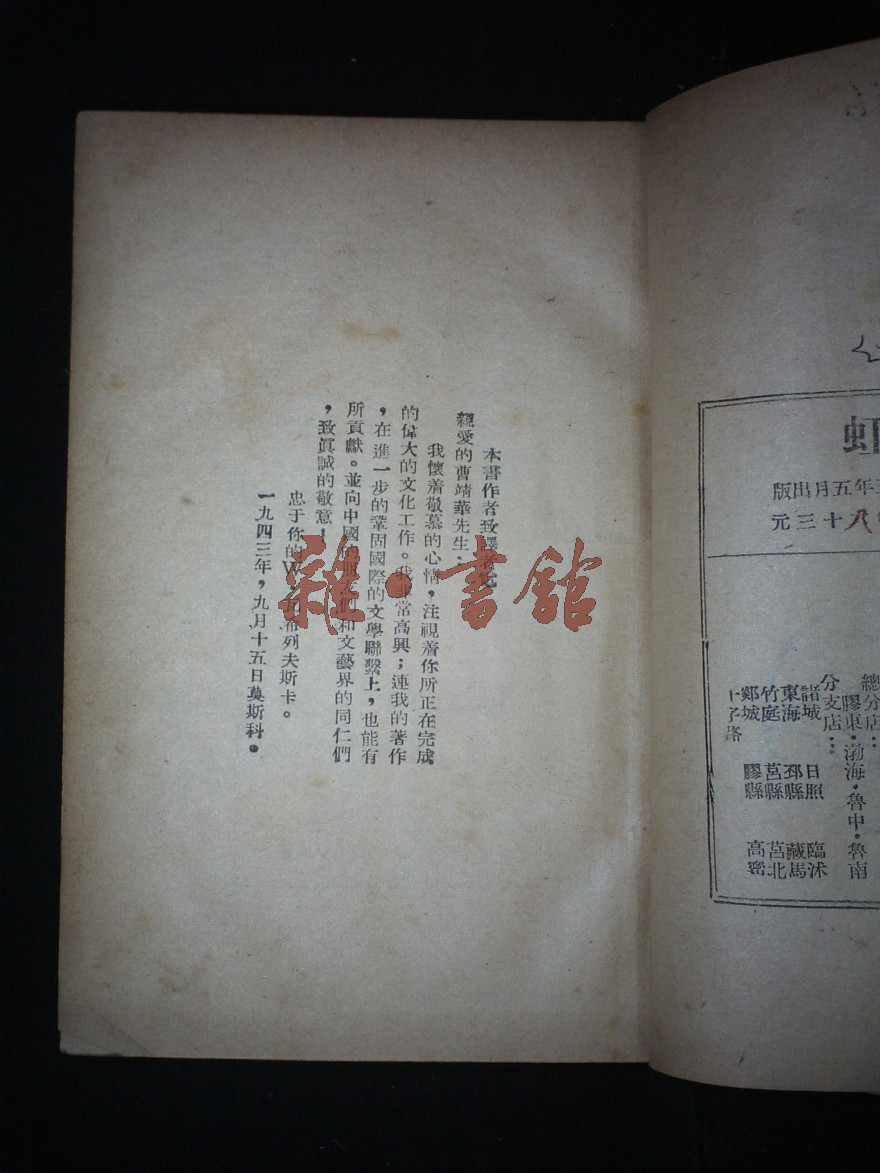 本書作者致譯者
親愛的曹靖華先生：
我懷着敬慕的心情，注視着你所正在完成
的偉大的文化工作。我非常高興；連我的著作
，在進一步的鞏固國際的文學聯繫上，也能有
所貢獻。並向中國的朋友們和文藝界的同仁們
，致眞誠的敬意！
忠于你的W·瓦希列夫斯卡。
一九四三年，九月十五日莫斯科。
雜·書館
虹
年五月出版
八十三元
總分店：
膠東·渤海·魯中·魯南
分支店：
諸城 日照 臨沭
東海 邳縣 藏馬
竹庭 莒縣 莒北
郯城 膠縣 高密
十字路